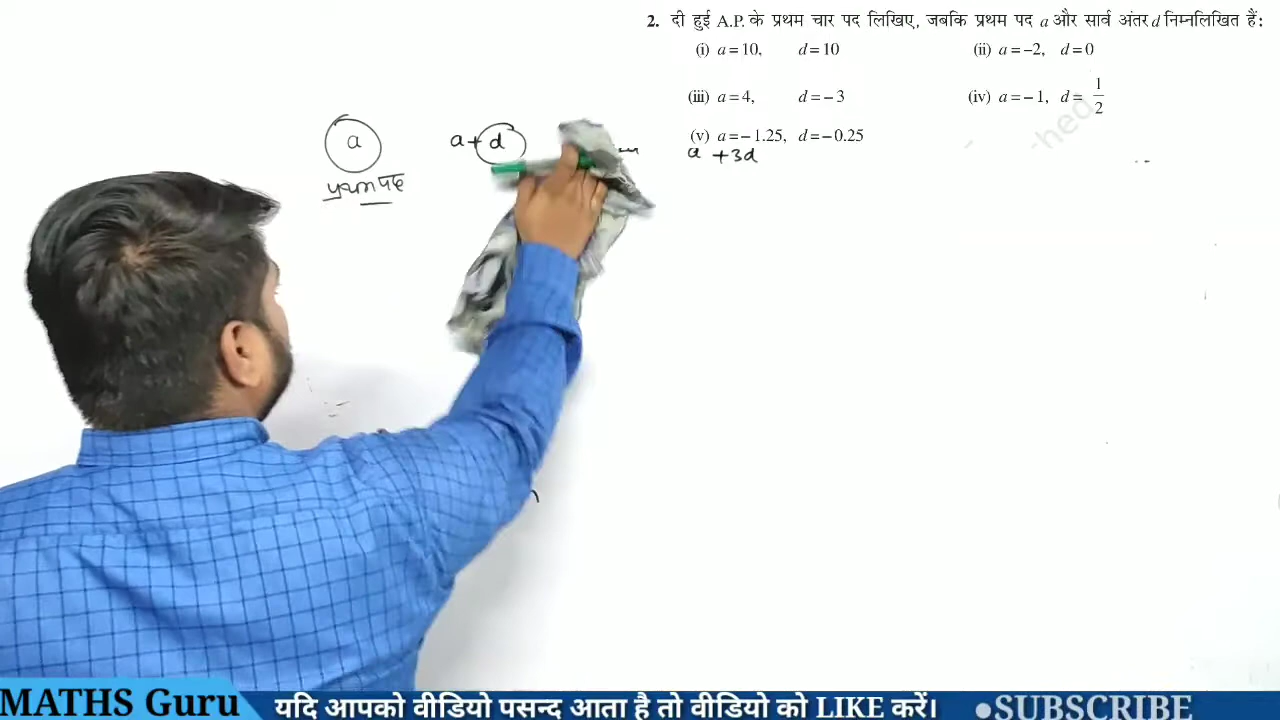 2. दी हुई A.P. के प्रथम चार पद लिखिए, जबकि प्रथम पद a और सार्व अंतर d निम्नलिखित हैं:
(i) a = 10, d = 10 (ii) a = –2, d = 0
(iii) a = 4, d = – 3 (iv) a = – 1, d = 1/2
(v) a = – 1.25, d = – 0.25
a a + d a + 3d
प्रथम पद
MATHS Guru यदि आपको वीडियो पसन्द आता है तो वीडियो को LIKE करें। ●SUBSCRIBE